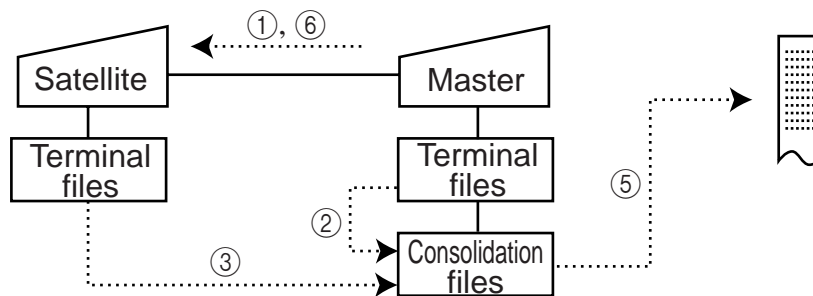 ①, ⑥
Satellite
Master
Terminal
files
Terminal
files
②
⑤
③
Consolidation
files